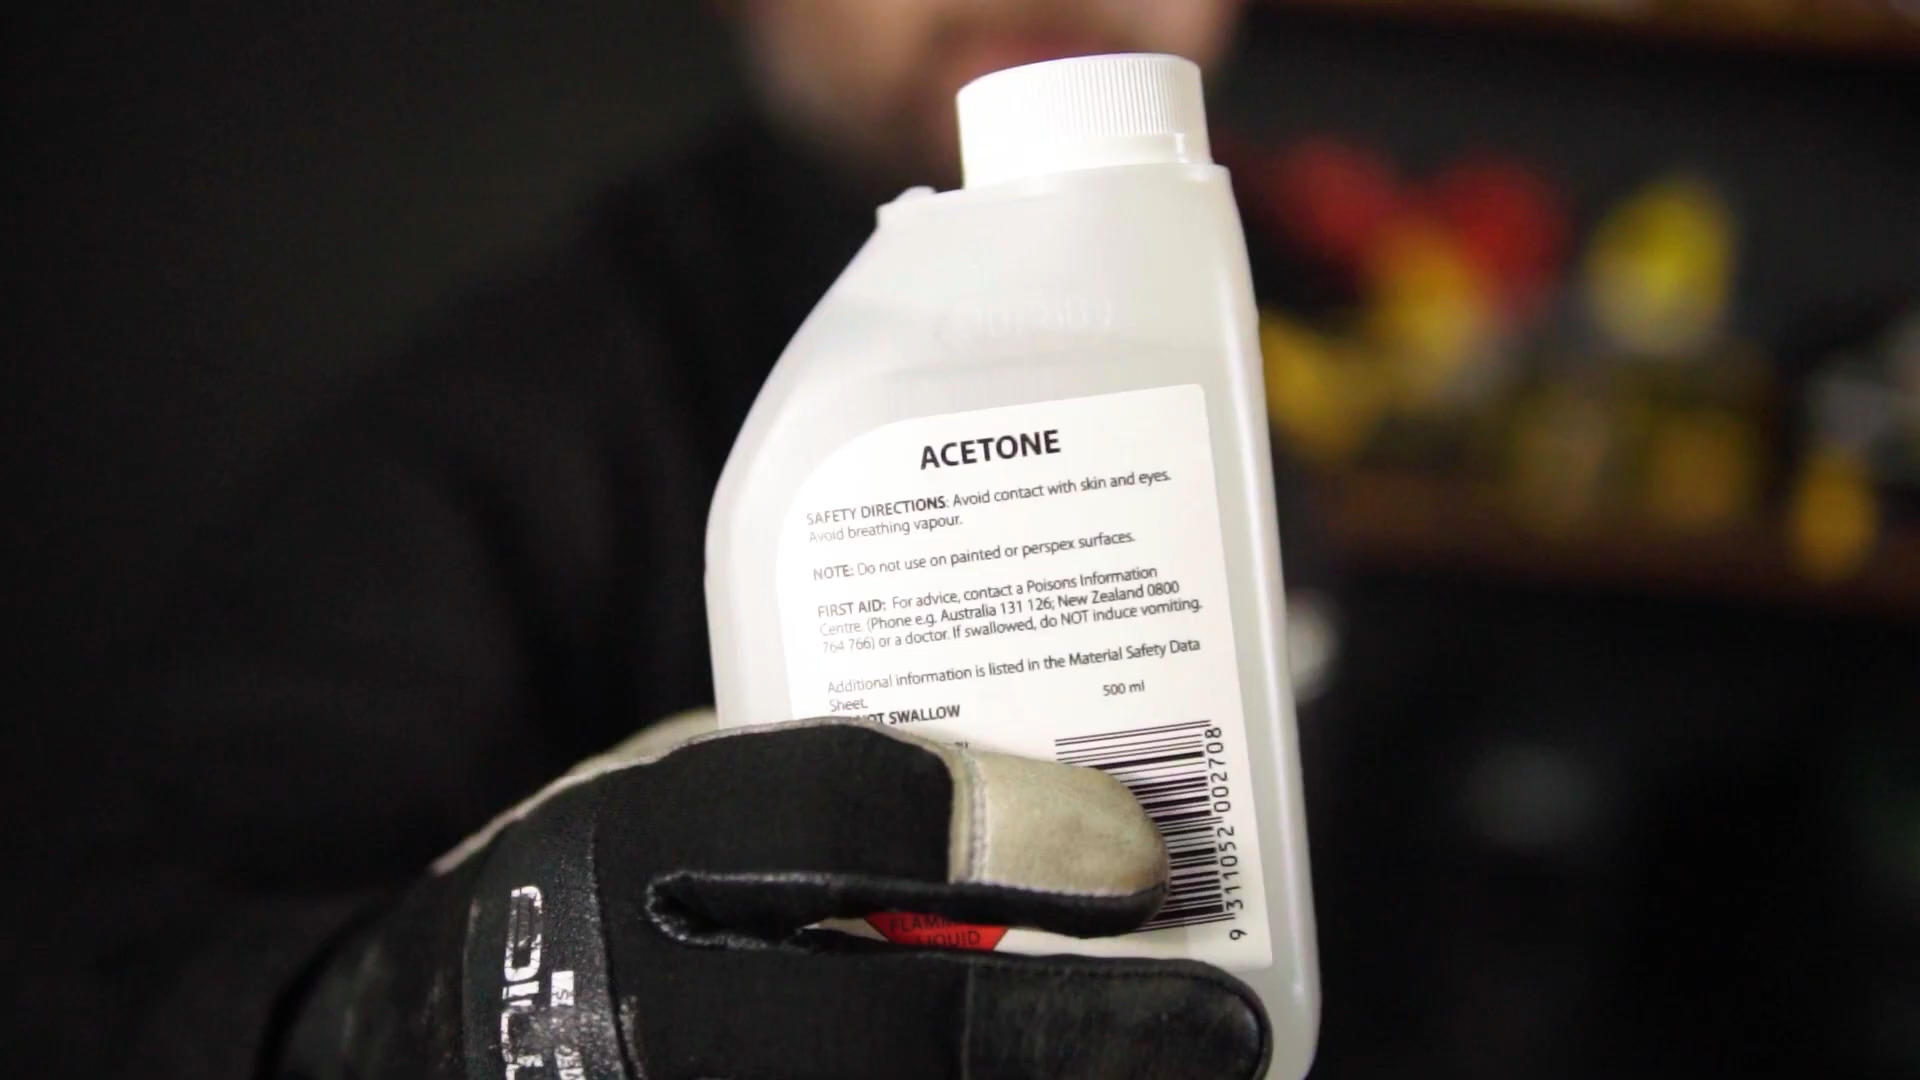 ACETONE
SAFETY DIRECTIONS: Avoid contact with skin and eyes.
Avoid breathing vapour.
NOTE: Do not use on painted or perspex surfaces.
FIRST AID: For advice, contact a Poisons Information
Centre. (Phone e.g. Australia 131 126; New Zealand 0800
764 766) or a doctor. If swallowed, do NOT induce vomiting.
Additional information is listed in the Material Safety Data
Sheet.
500 ml
SWALLOW
9 311052 002708
LIQUID